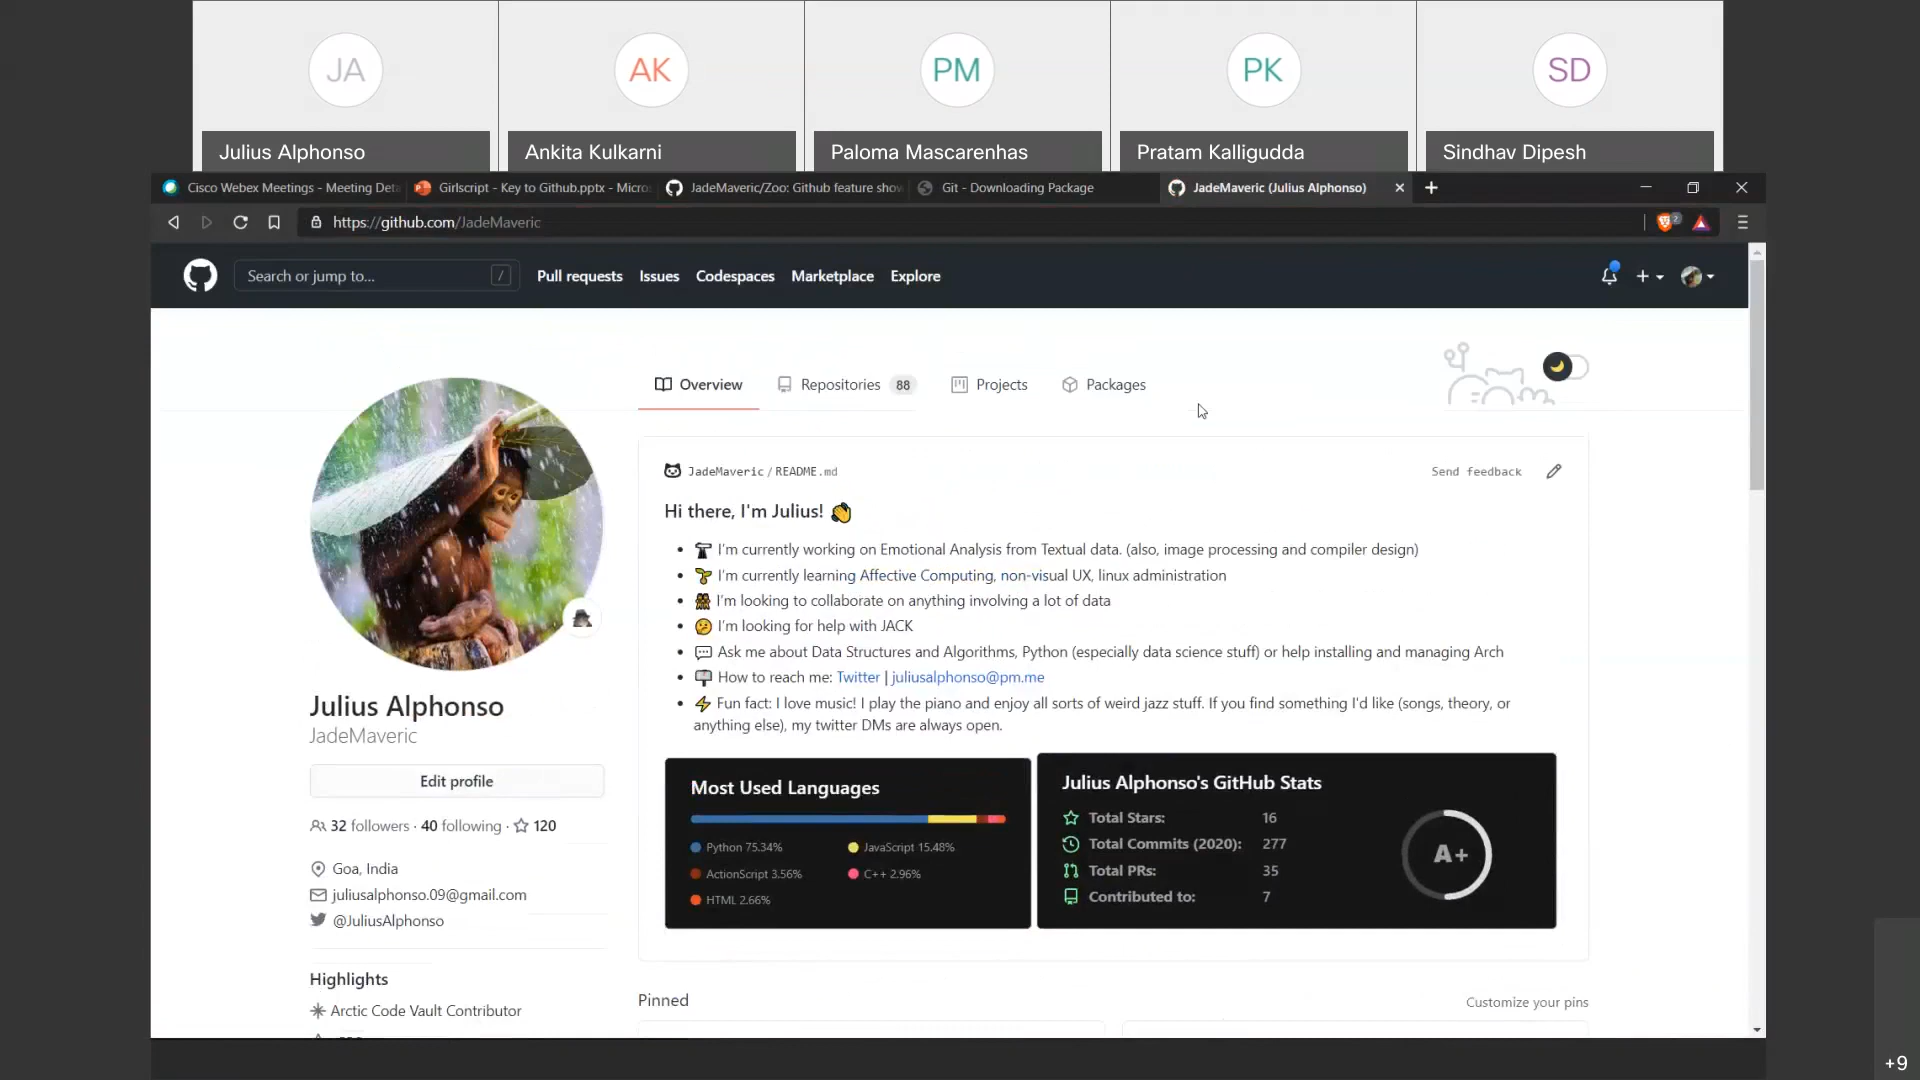 JA
AK
PM
PK
SD
Julius Alphonso
Ankita Kulkarni
Paloma Mascarenhas
Pratam Kalligudda
Sindhav Dipesh
Cisco Webex Meetings - Meeting Deta
Girlscript - Key to Github.pptx - Micro
JadeMaveric/Zoo: Github feature show
Git - Downloading Package
JadeMaveric (Julius Alphonso)
https://github.com/JadeMaveric
2
Search or jump to...
/
Pull requests
Issues
Codespaces
Marketplace
Explore
Overview
Repositories 88
Projects
Packages
JadeMaveric / README.md
Send feedback
Hi there, I'm Julius! 👋
I'm currently working on Emotional Analysis from Textual data. (also, image processing and compiler design)
I'm currently learning Affective Computing, non-visual UX, linux administration
I'm looking to collaborate on anything involving a lot of data
I'm looking for help with JACK
Ask me about Data Structures and Algorithms, Python (especially data science stuff) or help installing and managing Arch
How to reach me: Twitter | juliusalphonso@pm.me
Fun fact: I love music! I play the piano and enjoy all sorts of weird jazz stuff. If you find something I'd like (songs, theory, or
anything else), my twitter DMs are always open.
Julius Alphonso
JadeMaveric
Edit profile
32 followers · 40 following · 120
Goa, India
juliusalphonso.09@gmail.com
@JuliusAlphonso
Highlights
Arctic Code Vault Contributor
Most Used Languages
Python 75.34%
JavaScript 15.48%
ActionScript 3.56%
C++ 2.96%
HTML 2.66%
Julius Alphonso's GitHub Stats
Total Stars: 16
Total Commits (2020): 277
Total PRs: 35
Contributed to: 7
A+
Pinned
Customize your pins
+9